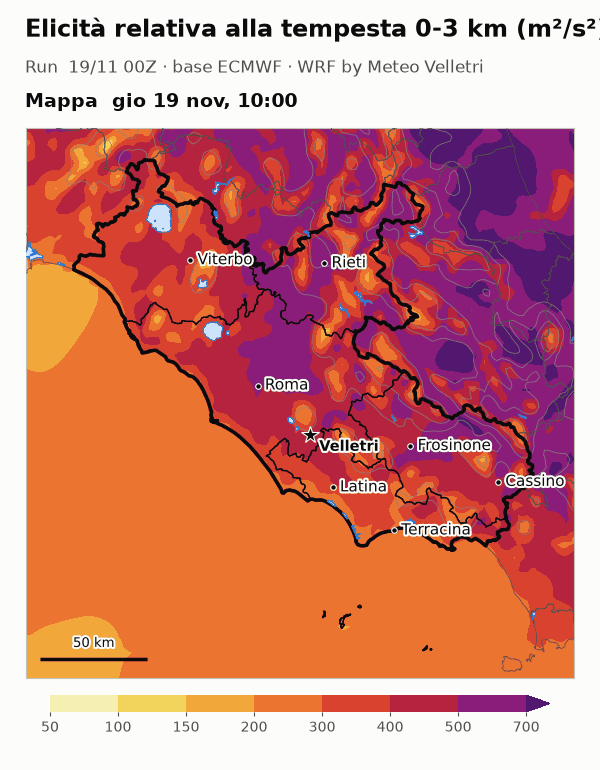 Elicità relativa alla tempesta 0-3 km (m²/s²)
Run 19/11 00Z · base ECMWF · WRF by Meteo Velletri
Mappa gio 19 nov, 10:00
Viterbo
Rieti
Roma
Velletri
Frosinone
Latina
Cassino
Terracina
50 km
50 100 150 200 300 400 500 700